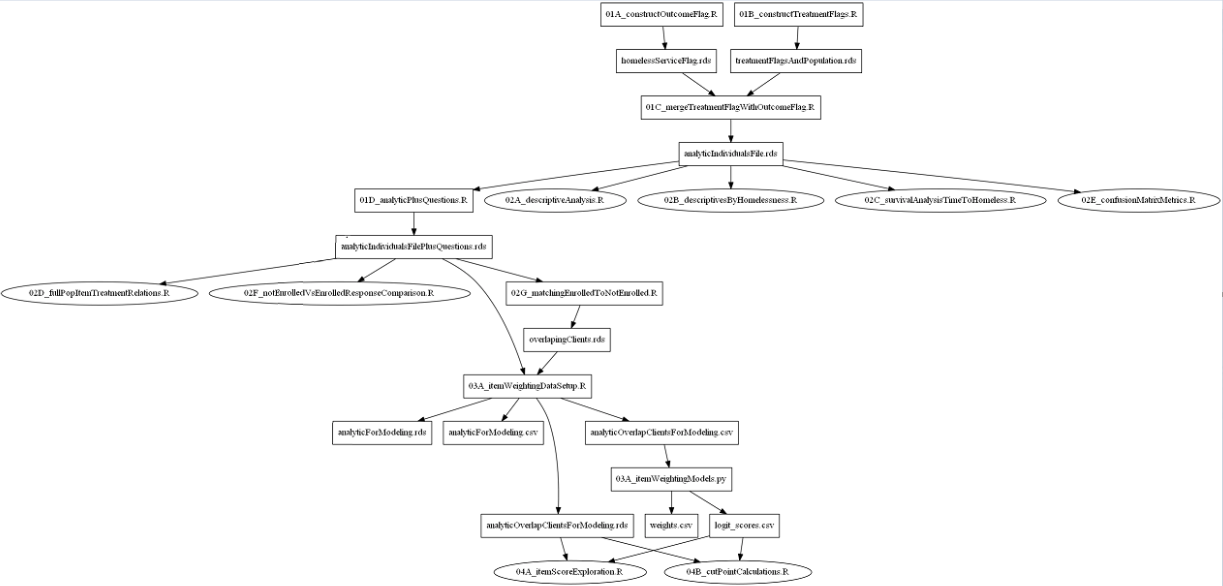 01A_constructOutcomeFlag.R
01B_constructTreatmentFlags.R
homelessServiceFlag.rds
treatmentFlagsAndPopulation.rds
01C_mergeTreatmentFlagWithOutcomeFlag.R
analyticIndividualsFile.rds
01D_analyticPlusQuestions.R
02A_descriptiveAnalysis.R
02B_descriptivesByHomelessness.R
02C_survivalAnalysisTimeToHomeless.R
02E_confusionMatrixMetrics.R
analyticIndividualsFilePlusQuestions.rds
02D_fullPopItemTreatmentRelations.R
02F_notEnrolledVsEnrolledResponseComparison.R
02G_matchingEnrolledToNotEnrolled.R
overlapingClients.rds
03A_itemWeightingDataSetup.R
analyticForModeling.rds
analyticForModeling.csv
analyticOverlapClientsForModeling.csv
03A_itemWeightingModels.py
analyticOverlapClientsForModeling.rds
weights.csv
logit_scores.csv
04A_itemScoreExploration.R
04B_cutPointCalculations.R